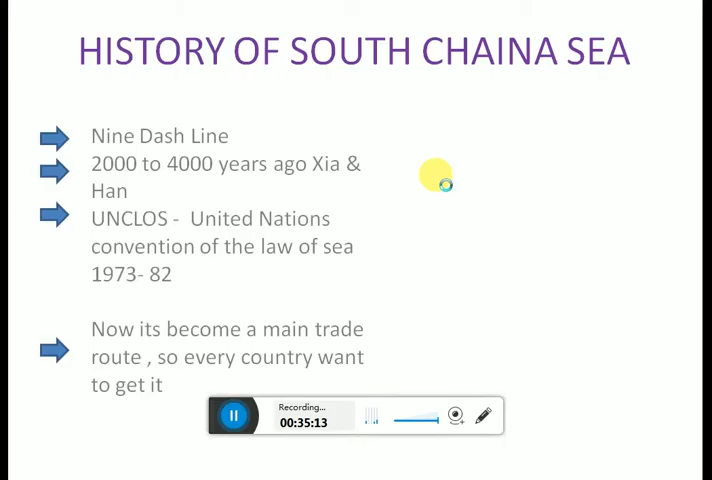 HISTORY OF SOUTH CHAINA SEA
Nine Dash Line
2000 to 4000 years ago Xia &
Han
UNCLOS - United Nations
convention of the law of sea
1973- 82
Now its become a main trade
route , so every country want
to get it
Recording...
00:35:13